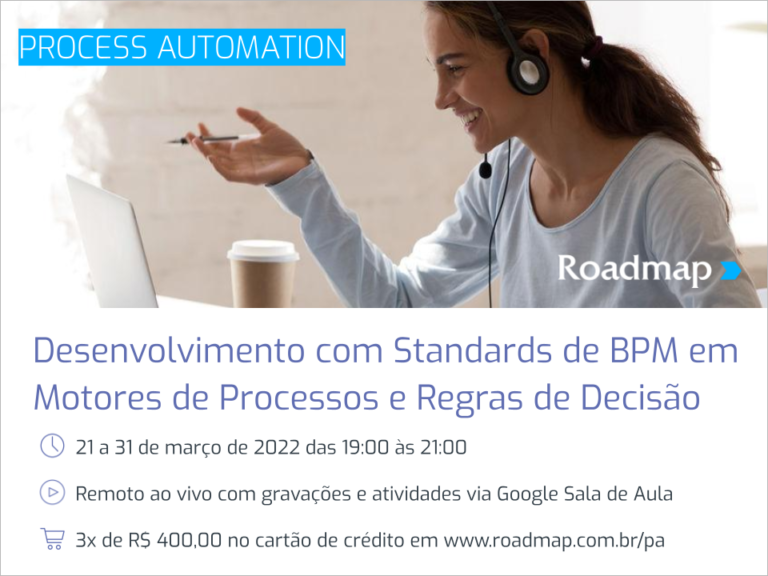 PROCESS AUTOMATION
Roadmap
Desenvolvimento com Standards de BPM em
Motores de Processos e Regras de Decisão
21 a 31 de março de 2022 das 19:00 às 21:00
Remoto ao vivo com gravações e atividades via Google Sala de Aula
3x de R$ 400,00 no cartão de crédito em www.roadmap.com.br/pa